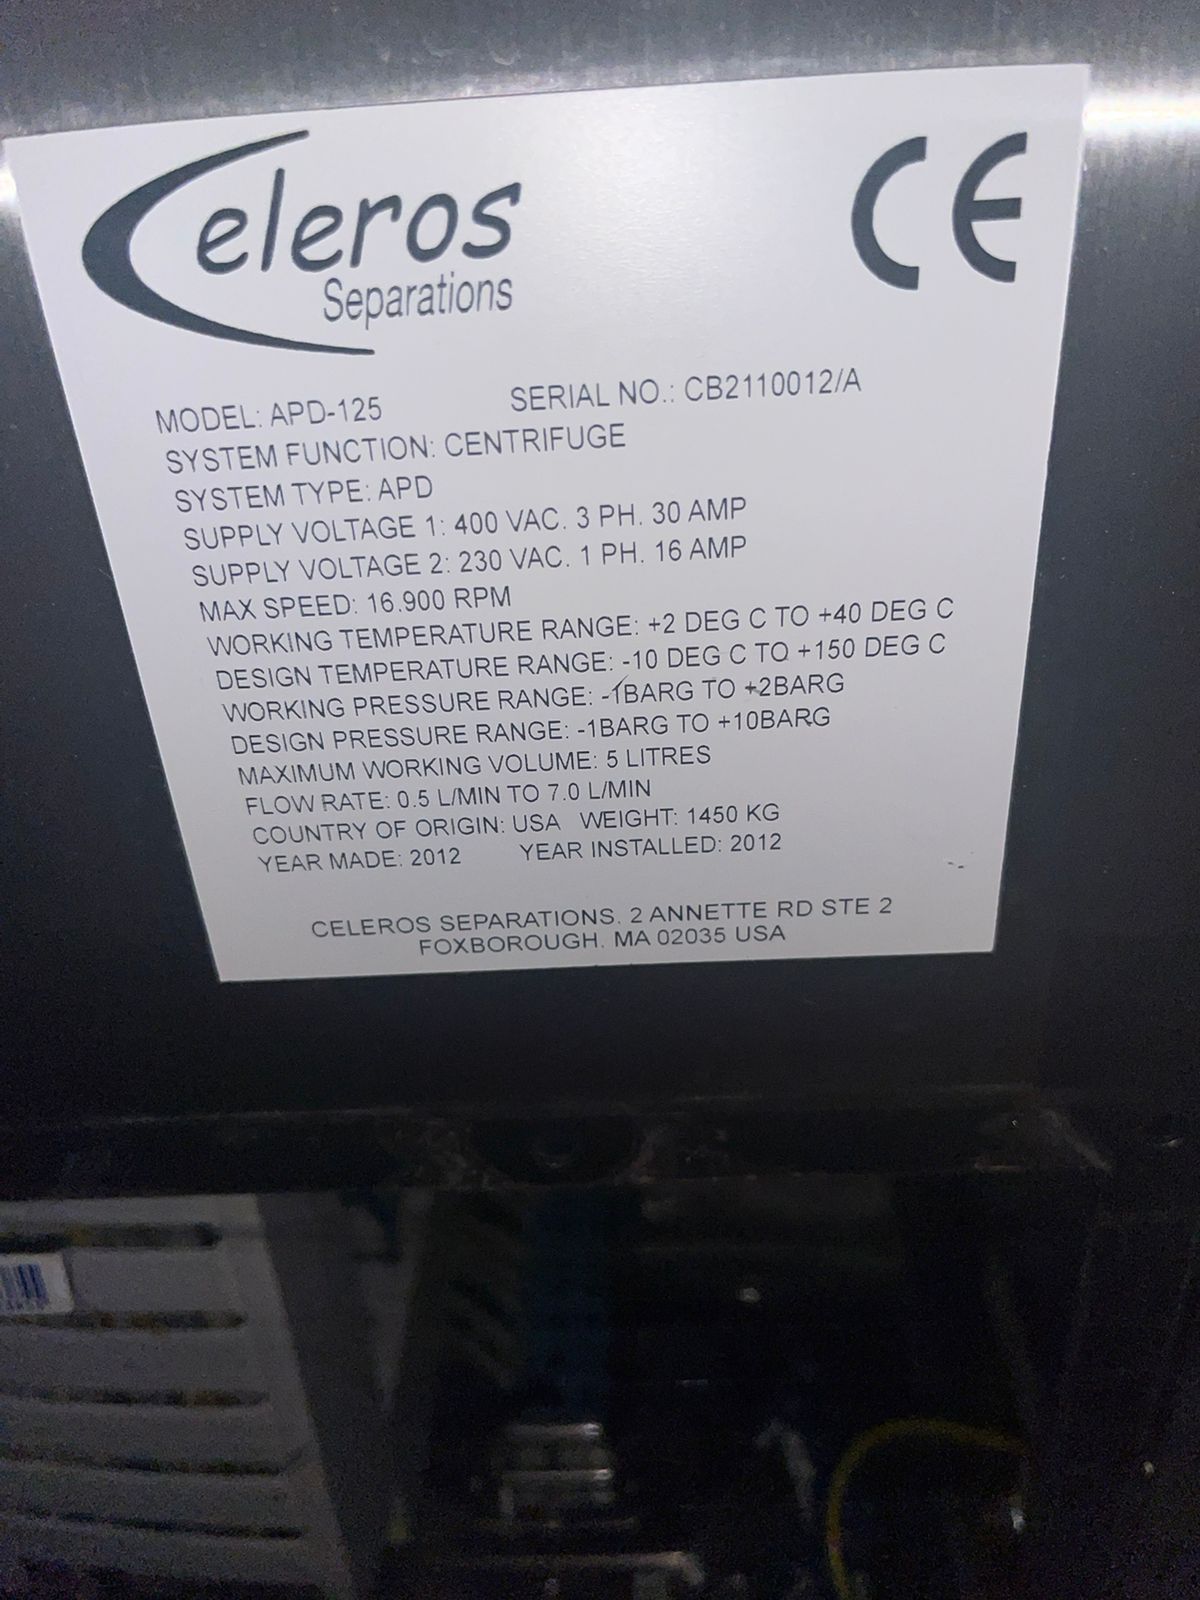 Celeros
Separations
CE
MODEL: APD-125 SERIAL NO.: CB2110012/A
SYSTEM FUNCTION: CENTRIFUGE
SYSTEM TYPE: APD
SUPPLY VOLTAGE 1: 400 VAC. 3 PH. 30 AMP
SUPPLY VOLTAGE 2: 230 VAC. 1 PH. 16 AMP
MAX SPEED: 16.900 RPM
WORKING TEMPERATURE RANGE: +2 DEG C TO +40 DEG C
DESIGN TEMPERATURE RANGE: -10 DEG C TO +150 DEG C
WORKING PRESSURE RANGE: -1BARG TO +2BARG
DESIGN PRESSURE RANGE: -1BARG TO +10BARG
MAXIMUM WORKING VOLUME: 5 LITRES
FLOW RATE: 0.5 L/MIN TO 7.0 L/MIN
COUNTRY OF ORIGIN: USA WEIGHT: 1450 KG
YEAR MADE: 2012 YEAR INSTALLED: 2012
CELEROS SEPARATIONS. 2 ANNETTE RD STE 2
FOXBOROUGH. MA 02035 USA